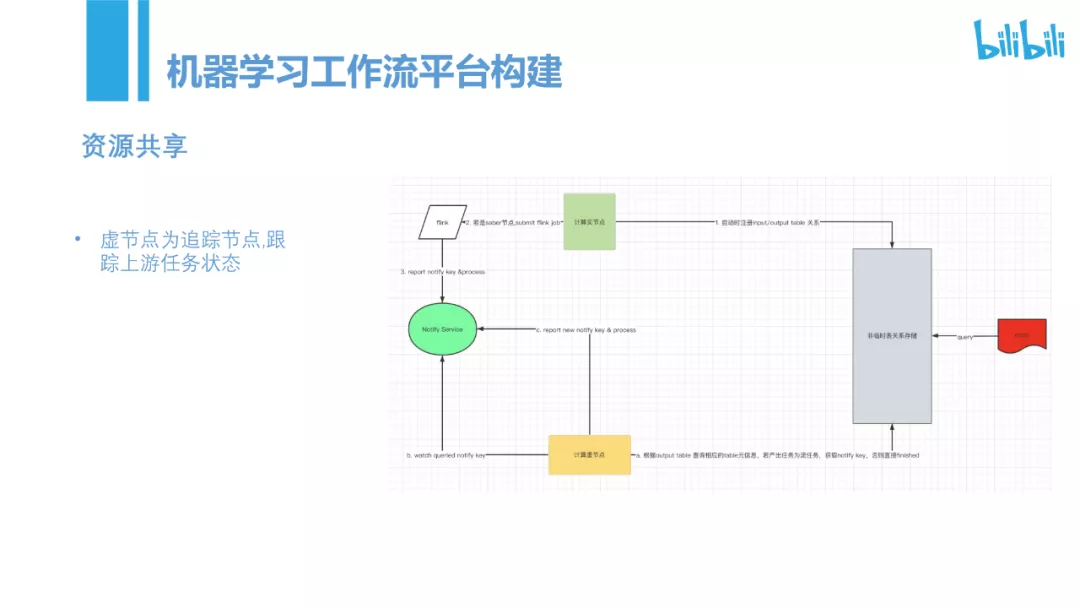 机器学习工作流平台构建
bilibili
资源共享
• 虚节点为追踪节点,跟
踪上游任务状态
flink
2. 若是saber节点,submit flink job
计算实节点
1. 启动时注册input/output table 关系
3. report notify key &process
Notify Service
c. report new notify key & process
非临时表关系存储
query
b. watch queried notify key
计算虚节点
a. 根据output table 查询相应的table元信息，若产出任务为流任务，获取notify key，否则直接finished